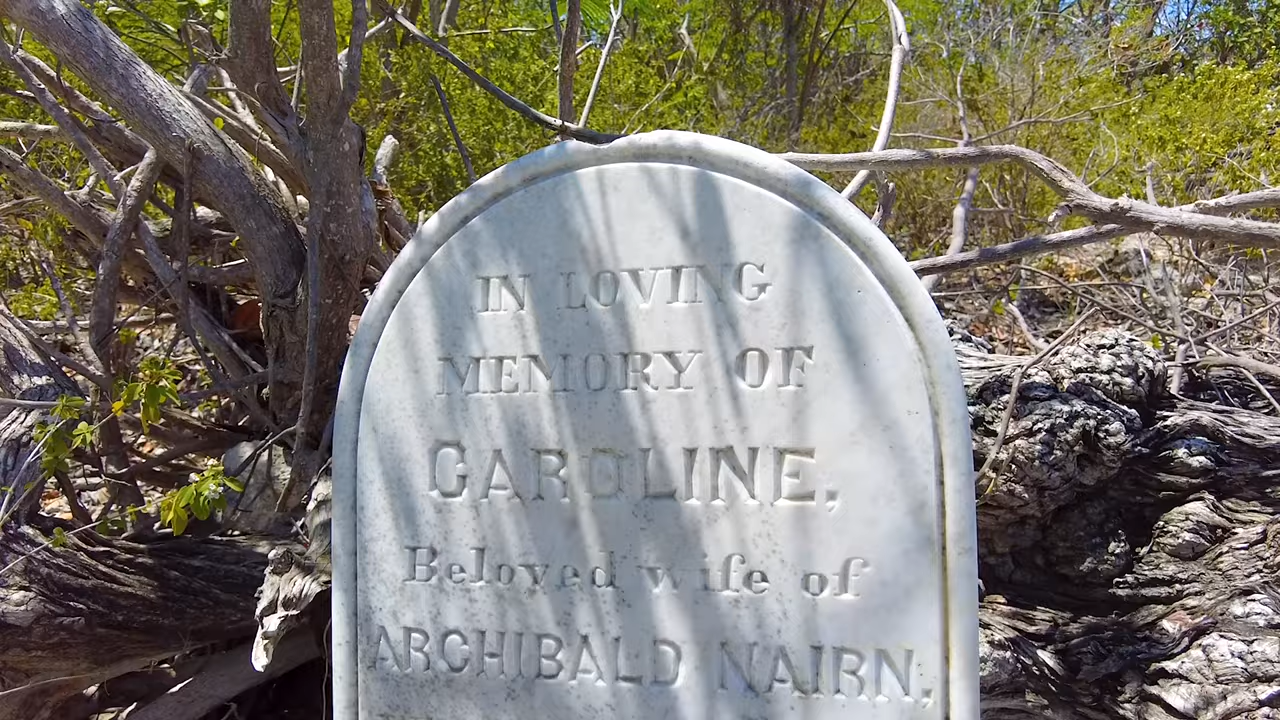 IN LOVING
MEMORY OF
CAROLINE,
Beloved wife of
ARCHIBALD NAIRN,